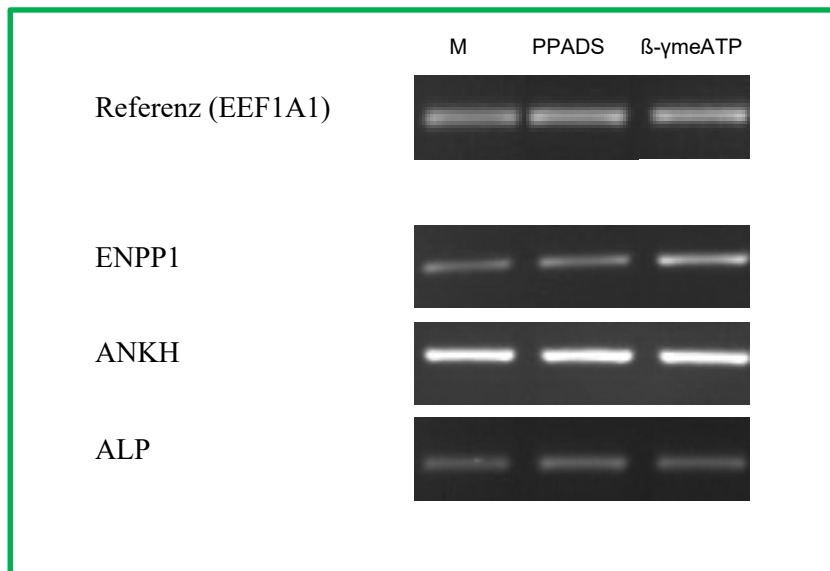 M PPADS ß-γmeATP
Referenz (EEF1A1)
ENPP1
ANKH
ALP